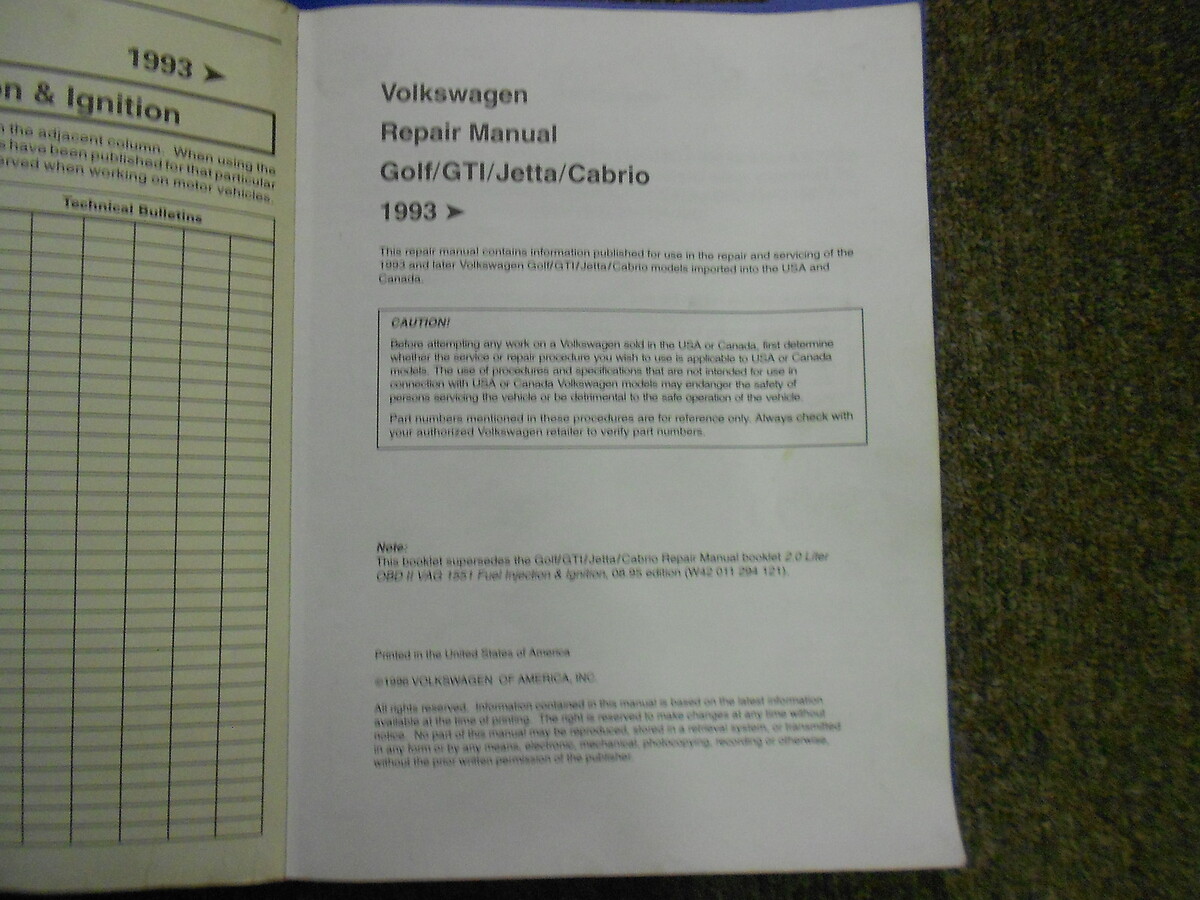 1993 ➤
n & Ignition
the adjacent column. When using the
have been published for that particular
erved when working on motor vehicles.
Technical Bulletins
Volkswagen
Repair Manual
Golf/GTI/Jetta/Cabrio
1993 ➤
This repair manual contains information published for use in the repair and servicing of the
1993 and later Volkswagen Golf/GTI/Jetta/Cabrio models imported into the USA and
Canada.
CAUTION!
Before attempting any work on a Volkswagen sold in the USA or Canada, first determine
whether the service or repair procedure you wish to use is applicable to USA or Canada
models. The use of procedures and specifications that are not intended for use in
connection with USA or Canada Volkswagen models may endanger the safety of
persons servicing the vehicle or be detrimental to the safe operation of the vehicle.
Part numbers mentioned in these procedures are for reference only. Always check with
your authorized Volkswagen retailer to verify part numbers.
Note:
This booklet supersedes the Golf/GTI/Jetta/Cabrio Repair Manual booklet 2.0 Liter
OBD II VAG 1551 Fuel Injection & Ignition, 08.95 edition (W42 011 294 121).
Printed in the United States of America
©1996 VOLKSWAGEN OF AMERICA, INC.
All rights reserved. Information contained in this manual is based on the latest information
available at the time of printing. The right is reserved to make changes at any time without
notice. No part of this manual may be reproduced, stored in a retrieval system, or transmitted
in any form or by any means, electronic, mechanical, photocopying, recording or otherwise,
without the prior written permission of the publisher.